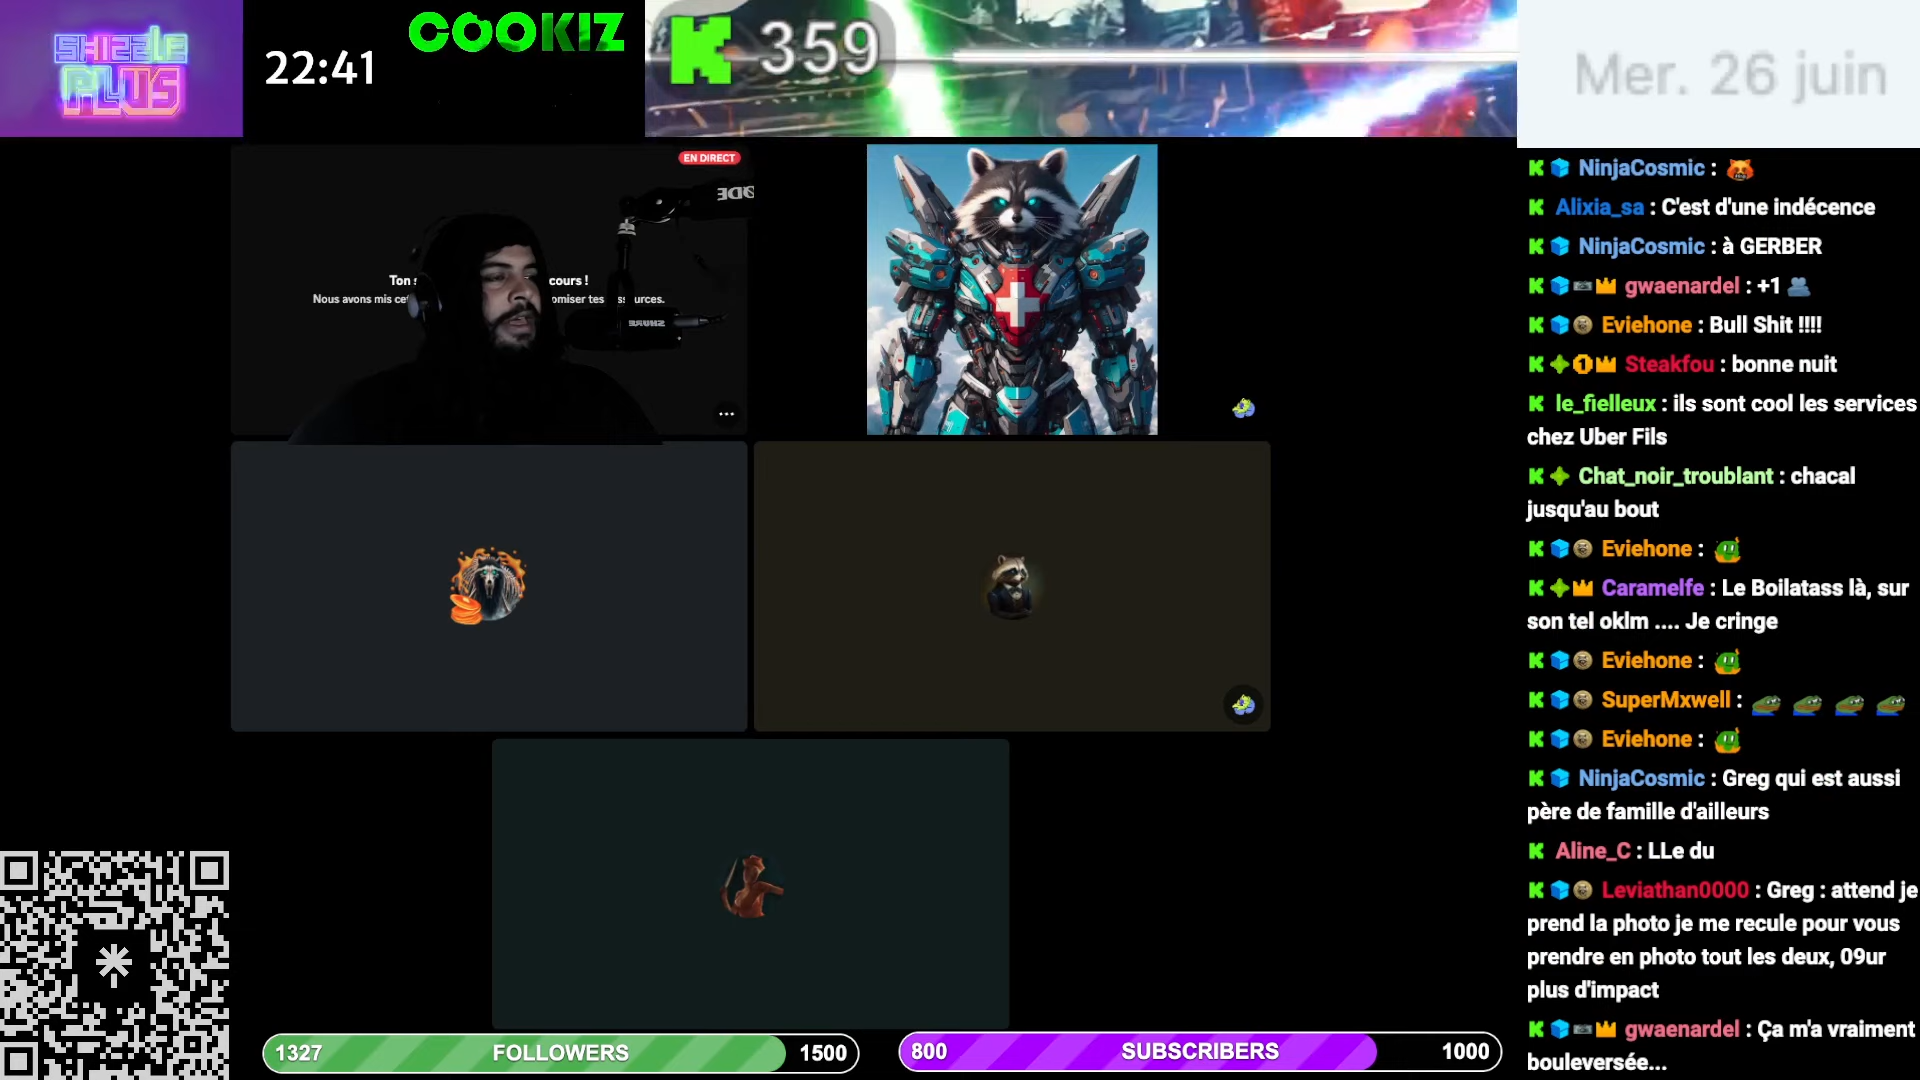 SHIZZLE
PLUS
22:41
COOKIZ
359
Mer. 26 juin
EN DIRECT
Ton
cours !
Nous avons mis
omiser tes
urces.
SHURE
NinjaCosmic :
Alixia_sa : C'est d'une indécence
NinjaCosmic : à GERBER
gwaenardel : +1
Eviehone : Bull Shit !!!!
Steakfou : bonne nuit
le_fielleux : ils sont cool les services
chez Uber Fils
Chat_noir_troublant : chacal
jusqu'au bout
Eviehone :
Caramelfe : Le Boilatass là, sur
son tel oklm .... Je cringe
Eviehone :
SuperMxwell :
Eviehone :
NinjaCosmic : Greg qui est aussi
père de famille d'ailleurs
Aline_C : LLe du
Leviathan0000 : Greg : attend je
prend la photo je me recule pour vous
prendre en photo tout les deux, 09ur
plus d'impact
gwaenardel : Ça m'a vraiment
bouleversée...
1327 FOLLOWERS 1500
800 SUBSCRIBERS 1000